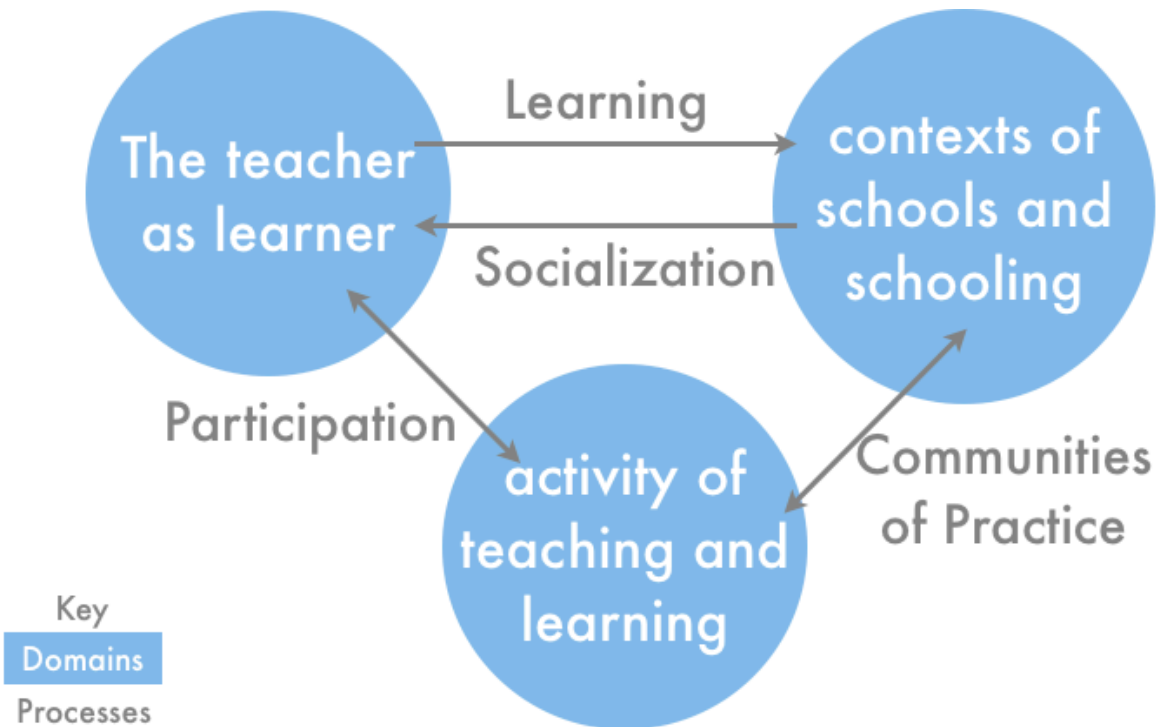 Learning
The teacher
as learner
contexts of
schools and
schooling
Socialization
Participation
activity of
teaching and
learning
Communities
of Practice
Key
Domains
Processes